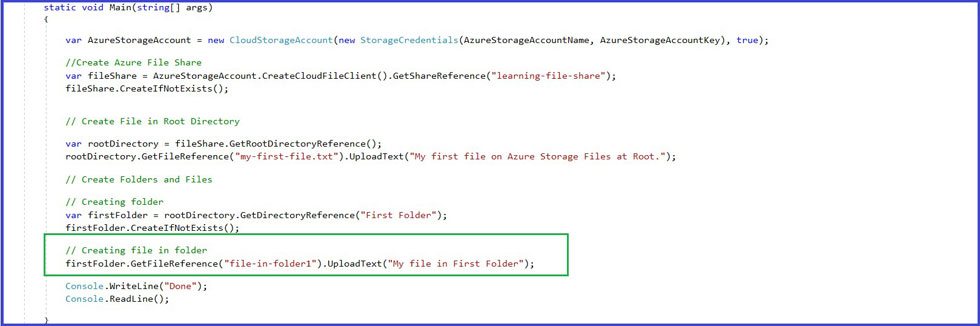 static void Main(string[] args)
{
var AzureStorageAccount = new CloudStorageAccount(new StorageCredentials(AzureStorageAccountName, AzureStorageAccountKey), true);
//Create Azure File Share
var fileShare = AzureStorageAccount.CreateCloudFileClient().GetShareReference("learning-file-share");
fileShare.CreateIfNotExists();
// Create File in Root Directory
var rootDirectory = fileShare.GetRootDirectoryReference();
rootDirectory.GetFileReference("my-first-file.txt").UploadText("My first file on Azure Storage Files at Root.");
// Create Folders and Files
// Creating folder
var firstFolder = rootDirectory.GetDirectoryReference("First Folder");
firstFolder.CreateIfNotExists();
// Creating file in folder
firstFolder.GetFileReference("file-in-folder1").UploadText("My file in First Folder");
Console.WriteLine("Done");
Console.ReadLine();
}